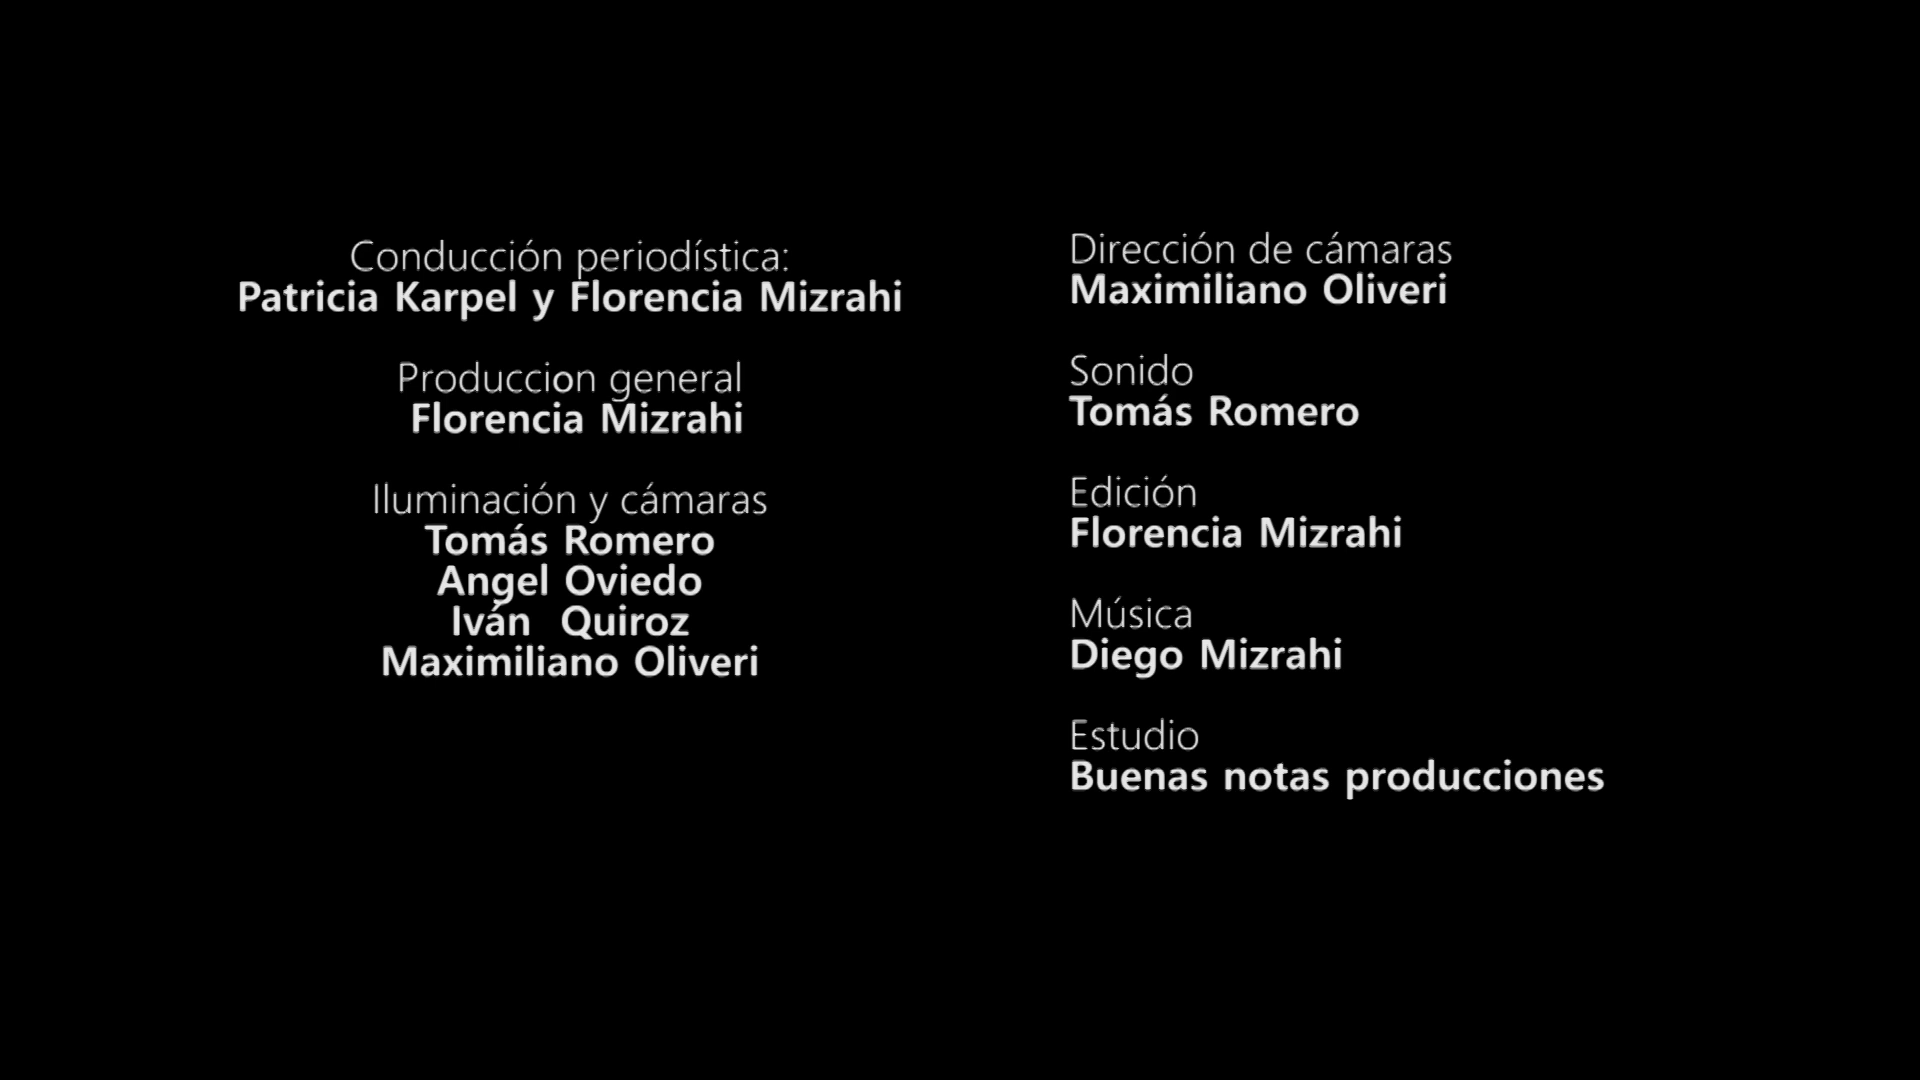 Conducción periodística:
Patricia Karpel y Florencia Mizrahi
Produccion general
Florencia Mizrahi
Iluminación y cámaras
Tomás Romero
Angel Oviedo
Iván  Quiroz
Maximiliano Oliveri
Dirección de cámaras
Maximiliano Oliveri
Sonido
Tomás Romero
Edición
Florencia Mizrahi
Música
Diego Mizrahi
Estudio
Buenas notas producciones